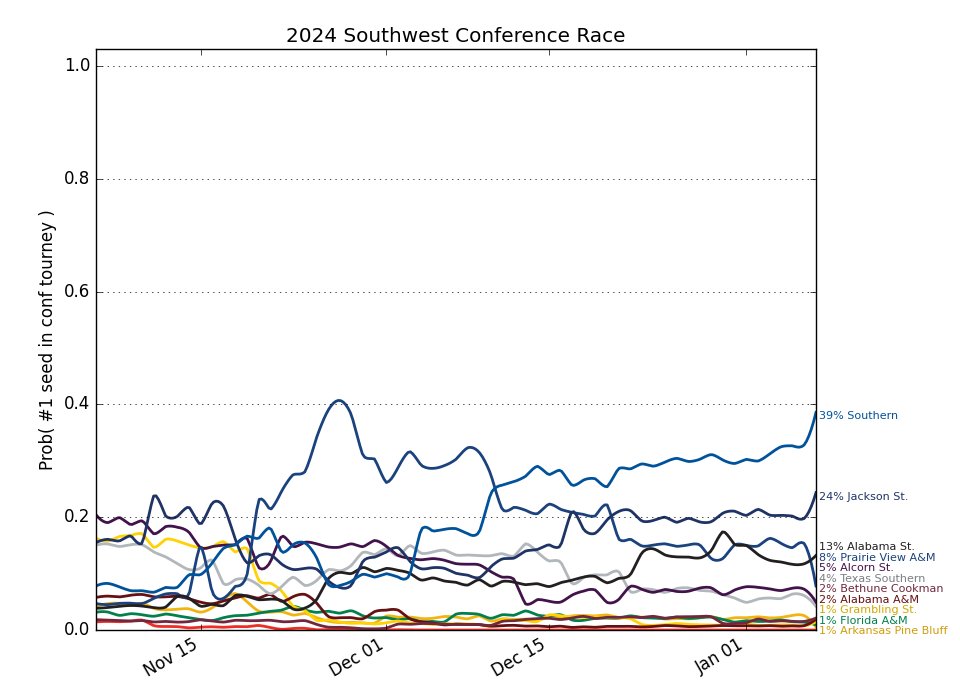 2024 Southwest Conference Race
Prob( #1 seed in conf tourney )
1.0
0.8
0.6
0.4
0.2
0.0
Nov 15
Dec 01
Dec 15
Jan 01
39% Southern
24% Jackson St.
13% Alabama St.
8% Prairie View A&M
5% Alcorn St.
4% Texas Southern
2% Bethune Cookman
2% Alabama A&M
1% Grambling St.
1% Florida A&M
1% Arkansas Pine Bluff